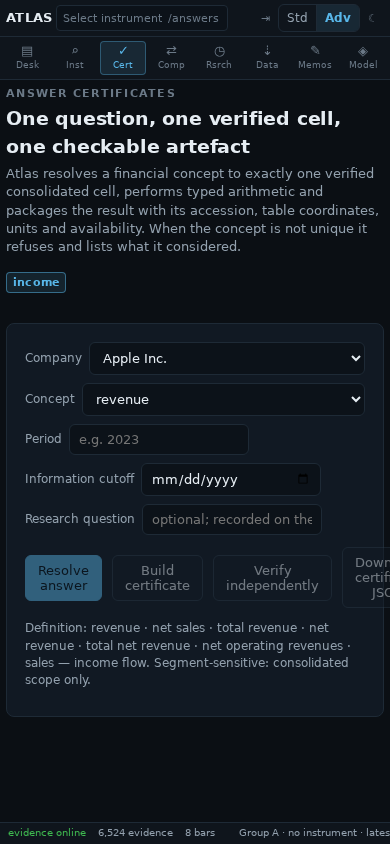 ATLAS Select instrument /answers ⇥ Std Adv ☾
Desk Inst Cert Comp Rsrch Data Memos Model
ANSWER CERTIFICATES
One question, one verified cell,
one checkable artefact
Atlas resolves a financial concept to exactly one verified
consolidated cell, performs typed arithmetic and
packages the result with its accession, table coordinates,
units and availability. When the concept is not unique it
refuses and lists what it considered.
income
Company Apple Inc.
Concept revenue
Period e.g. 2023
Information cutoff mm/dd/yyyy
Research question optional; recorded on the
Resolve answer
Build certificate
Verify independently
Down
certifi
JSO
Definition: revenue · net sales · total revenue · net
revenue · total net revenue · net operating revenues ·
sales — income flow. Segment-sensitive: consolidated
scope only.
evidence online 6,524 evidence 8 bars Group A · no instrument · lates